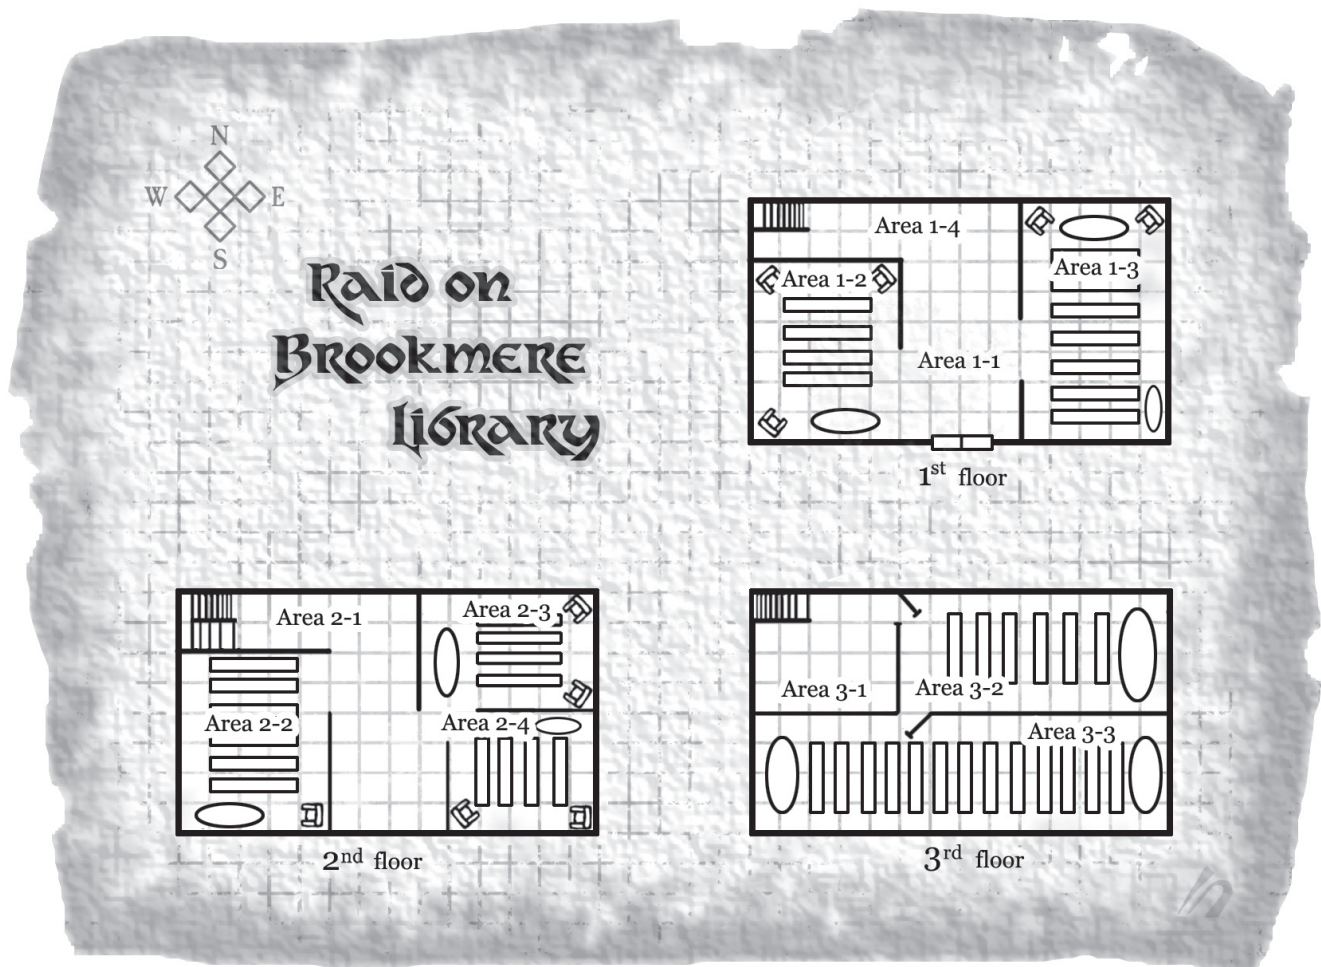 N
W E
S
Raid on
Brookmere
Library
Area 1-4
Area 1-2
Area 1-3
Area 1-1
1st floor
Area 2-1
Area 2-3
Area 2-2
Area 2-4
2nd floor
Area 3-1
Area 3-2
Area 3-3
3rd floor